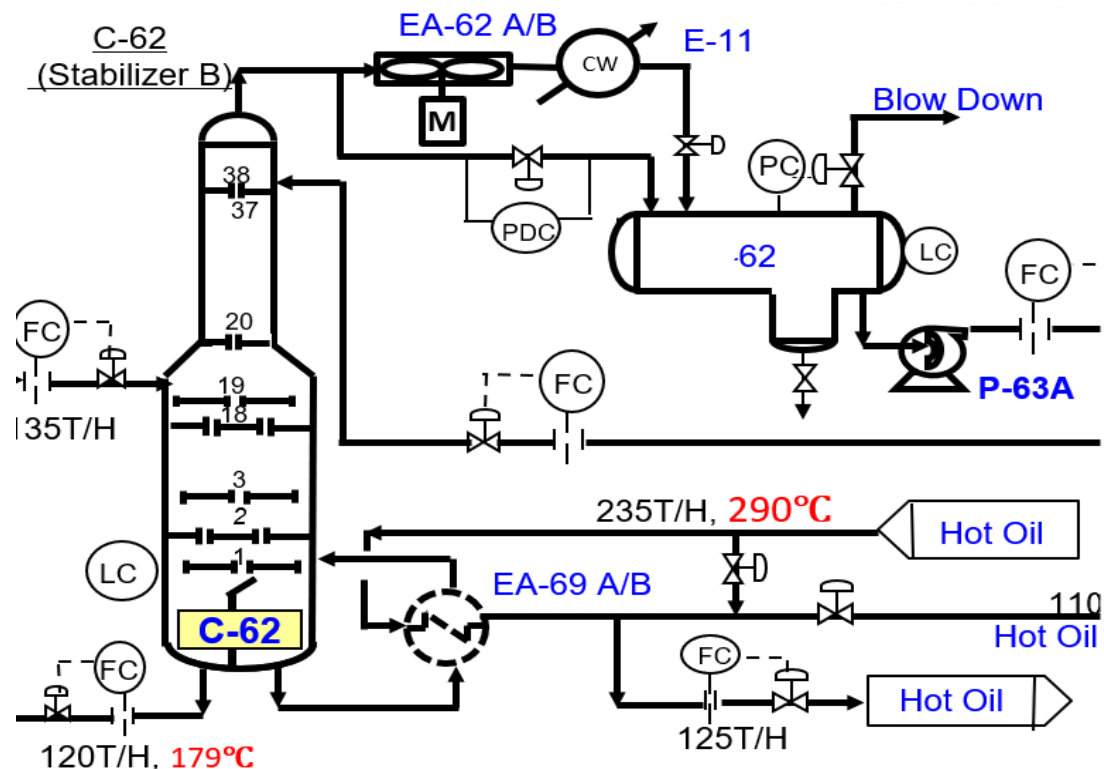 C-62
(Stabilizer B)
EA-62 A/B
E-11
CW
M
Blow Down
38
37
PC
PDC
-62
LC
FC
FC
20
135T/H
19
18
FC
P-63A
3
2
1
235T/H, 290℃
Hot Oil
LC
EA-69 A/B
C-62
110
Hot Oil
FC
FC
Hot Oil
125T/H
120T/H, 179℃